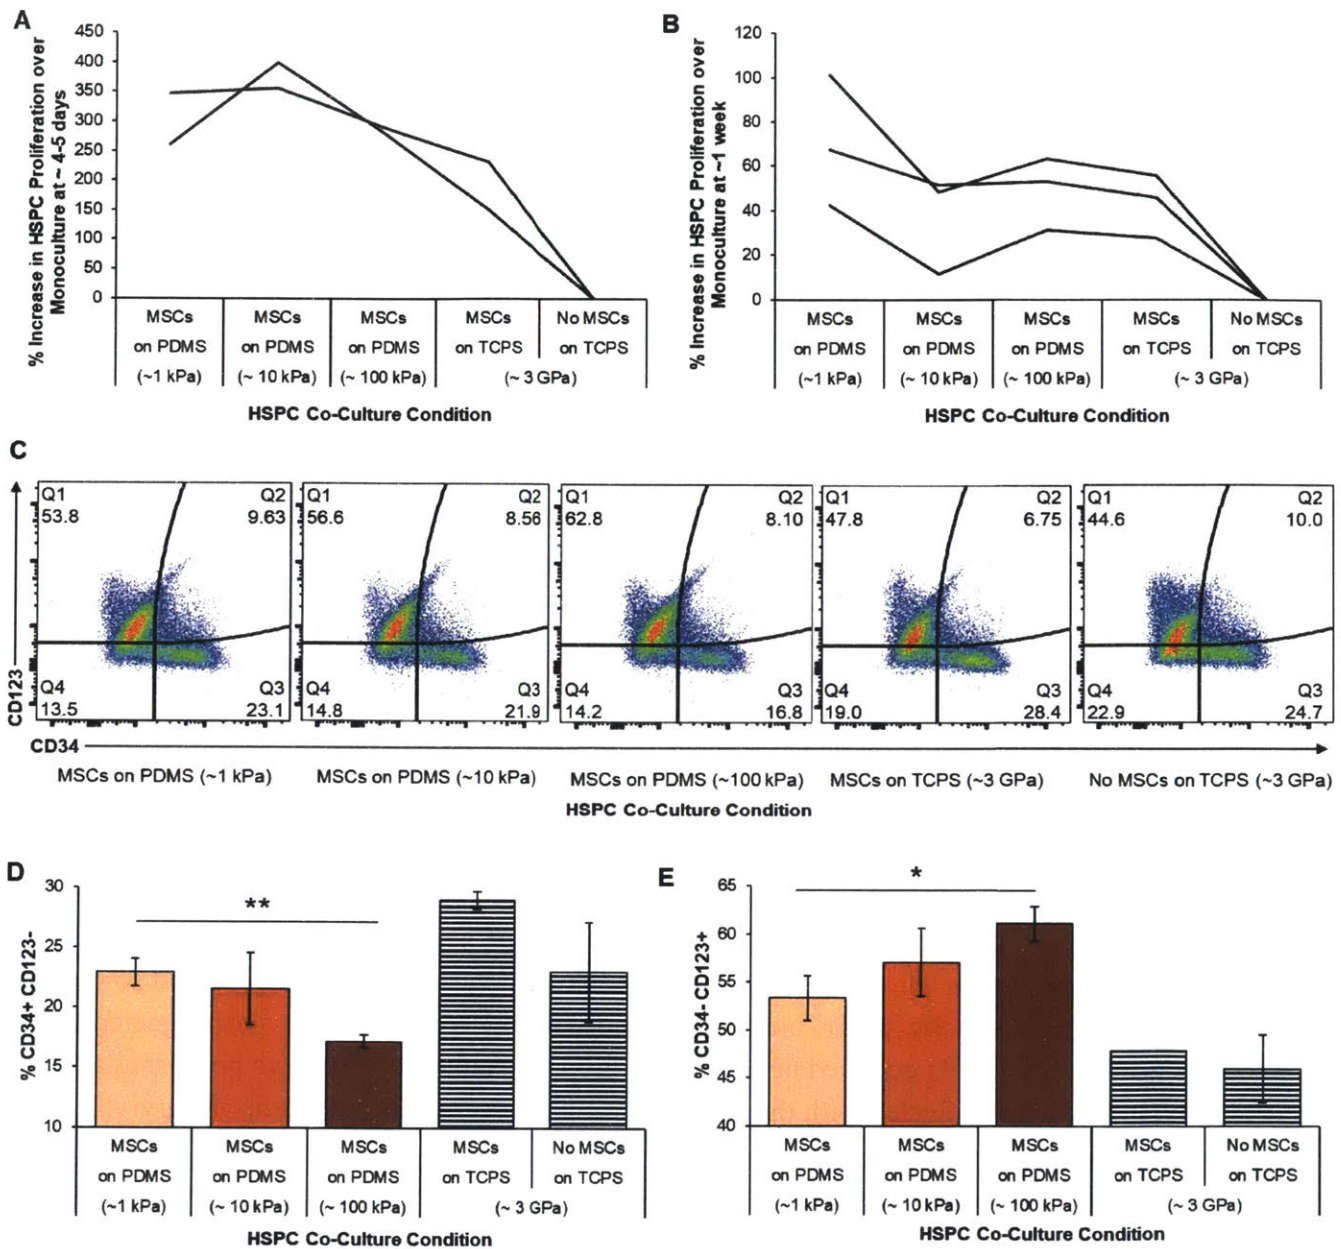 A
% Increase in HSPC Proliferation over
Monoculture at ~ 4-5 days
450
400
350
300
250
200
150
100
50
0
MSCs
on PDMS
(~1 kPa)
MSCs
on PDMS
(~ 10 kPa)
MSCs
on PDMS
(~ 100 kPa)
MSCs
on TCPS
No MSCs
on TCPS
(~ 3 GPa)
HSPC Co-Culture Condition
B
% Increase in HSPC Proliferation over
Monoculture at ~1 week
120
100
80
60
40
20
0
MSCs
on PDMS
(~1 kPa)
MSCs
on PDMS
(~ 10 kPa)
MSCs
on PDMS
(~ 100 kPa)
MSCs
on TCPS
No MSCs
on TCPS
(~ 3 GPa)
HSPC Co-Culture Condition
C
CD123
Q1
53.8
Q2
9.63
Q4
13.5
Q3
23.1
Q1
56.6
Q2
8.56
Q4
14.8
Q3
21.9
Q1
62.8
Q2
8.10
Q4
14.2
Q3
16.8
Q1
47.8
Q2
6.75
Q4
19.0
Q3
28.4
Q1
44.6
Q2
10.0
Q4
22.9
Q3
24.7
CD34
MSCs on PDMS (~1 kPa)
MSCs on PDMS (~10 kPa)
MSCs on PDMS (~100 kPa)
MSCs on TCPS (~3 GPa)
No MSCs on TCPS (~3 GPa)
HSPC Co-Culture Condition
D
% CD34+ CD123-
30
25
20
15
10
**
MSCs
on PDMS
(~1 kPa)
MSCs
on PDMS
(~ 10 kPa)
MSCs
on PDMS
(~ 100 kPa)
MSCs
on TCPS
No MSCs
on TCPS
(~ 3 GPa)
HSPC Co-Culture Condition
E
% CD34- CD123+
65
60
55
50
45
40
*
MSCs
on PDMS
(~1 kPa)
MSCs
on PDMS
(~ 10 kPa)
MSCs
on PDMS
(~ 100 kPa)
MSCs
on TCPS
No MSCs
on TCPS
(~ 3 GPa)
HSPC Co-Culture Condition